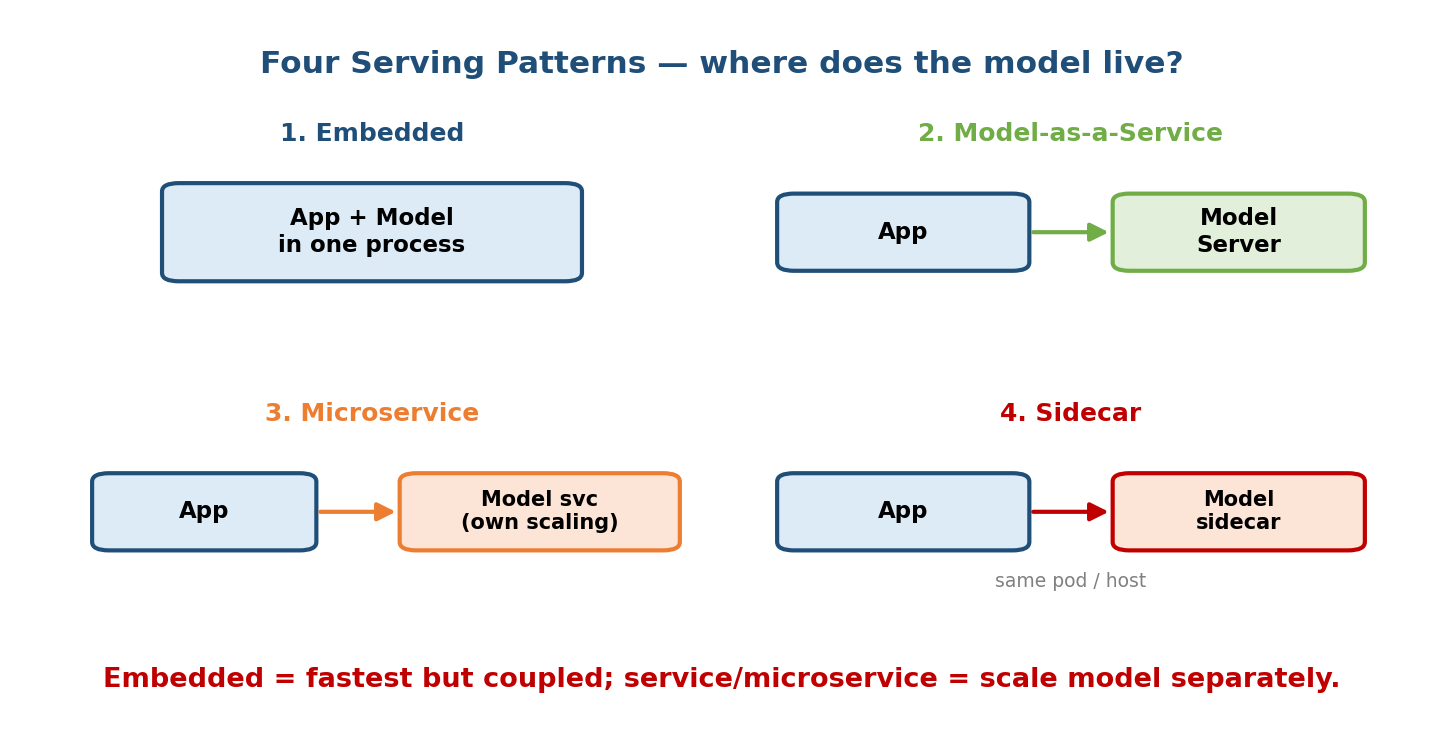 Four Serving Patterns — where does the model live?
1. Embedded
2. Model-as-a-Service
App + Model
in one process
App
Model
Server
3. Microservice
4. Sidecar
App
Model svc
(own scaling)
App
Model
sidecar
same pod / host
Embedded = fastest but coupled; service/microservice = scale model separately.